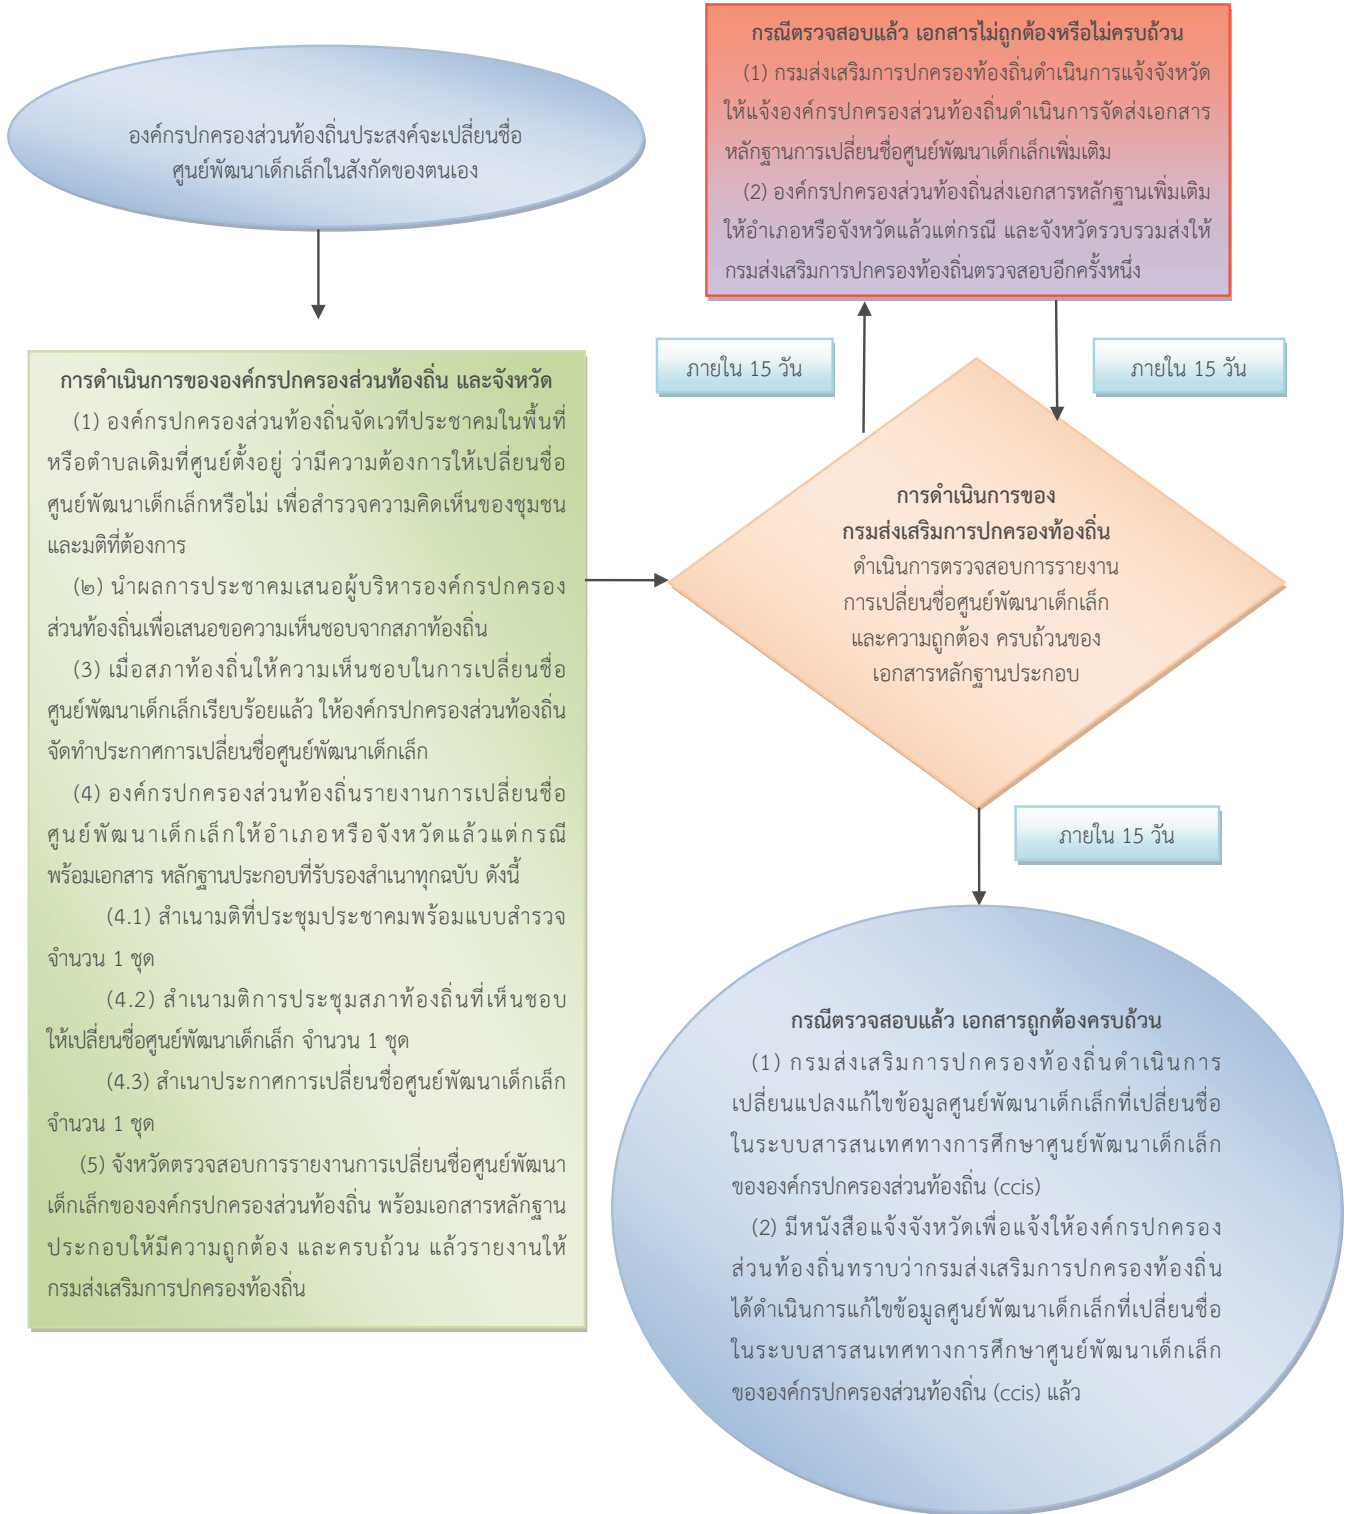 องค์กรปกครองส่วนท้องถิ่นประสงค์จะเปลี่ยนชื่อ
ศูนย์พัฒนาเด็กเล็กในสังกัดของตนเอง
การดำเนินการขององค์กรปกครองส่วนท้องถิ่น และจังหวัด
(1) องค์กรปกครองส่วนท้องถิ่นจัดเวทีประชาคมในพื้นที่
หรือตำบลเดิมที่ศูนย์ตั้งอยู่ ว่ามีความต้องการให้เปลี่ยนชื่อ
ศูนย์พัฒนาเด็กเล็กหรือไม่ เพื่อสำรวจความคิดเห็นของชุมชน
และมติที่ต้องการ
(๒) นำผลการประชาคมเสนอผู้บริหารองค์กรปกครอง
ส่วนท้องถิ่นเพื่อเสนอขอความเห็นชอบจากสภาท้องถิ่น
(3) เมื่อสภาท้องถิ่นให้ความเห็นชอบในการเปลี่ยนชื่อ
ศูนย์พัฒนาเด็กเล็กเรียบร้อยแล้ว ให้องค์กรปกครองส่วนท้องถิ่น
จัดทำประกาศการเปลี่ยนชื่อศูนย์พัฒนาเด็กเล็ก
(4) องค์กรปกครองส่วนท้องถิ่นรายงานการเปลี่ยนชื่อ
ศูนย์พัฒนาเด็กเล็กให้อำเภอหรือจังหวัดแล้วแต่กรณี
พร้อมเอกสาร หลักฐานประกอบที่รับรองสำเนาทุกฉบับ ดังนี้
(4.1) สำเนามติที่ประชุมประชาคมพร้อมแบบสำรวจ
จำนวน 1 ชุด
(4.2) สำเนามติการประชุมสภาท้องถิ่นที่เห็นชอบ
ให้เปลี่ยนชื่อศูนย์พัฒนาเด็กเล็ก จำนวน 1 ชุด
(4.3) สำเนาประกาศการเปลี่ยนชื่อศูนย์พัฒนาเด็กเล็ก
จำนวน 1 ชุด
(5) จังหวัดตรวจสอบการรายงานการเปลี่ยนชื่อศูนย์พัฒนา
เด็กเล็กขององค์กรปกครองส่วนท้องถิ่น พร้อมเอกสารหลักฐาน
ประกอบให้มีความถูกต้อง และครบถ้วน แล้วรายงานให้
กรมส่งเสริมการปกครองท้องถิ่น
กรณีตรวจสอบแล้ว เอกสารไม่ถูกต้องหรือไม่ครบถ้วน
(1) กรมส่งเสริมการปกครองท้องถิ่นดำเนินการแจ้งจังหวัด
ให้แจ้งองค์กรปกครองส่วนท้องถิ่นดำเนินการจัดส่งเอกสาร
หลักฐานการเปลี่ยนชื่อศูนย์พัฒนาเด็กเล็กเพิ่มเติม
(2) องค์กรปกครองส่วนท้องถิ่นส่งเอกสารหลักฐานเพิ่มเติม
ให้อำเภอหรือจังหวัดแล้วแต่กรณี และจังหวัดรวบรวมส่งให้
กรมส่งเสริมการปกครองท้องถิ่นตรวจสอบอีกครั้งหนึ่ง
ภายใน 15 วัน
ภายใน 15 วัน
การดำเนินการของ
กรมส่งเสริมการปกครองท้องถิ่น
ดำเนินการตรวจสอบการรายงาน
การเปลี่ยนชื่อศูนย์พัฒนาเด็กเล็ก
และความถูกต้อง ครบถ้วนของ
เอกสารหลักฐานประกอบ
ภายใน 15 วัน
กรณีตรวจสอบแล้ว เอกสารถูกต้องครบถ้วน
(1) กรมส่งเสริมการปกครองท้องถิ่นดำเนินการ
เปลี่ยนแปลงแก้ไขข้อมูลศูนย์พัฒนาเด็กเล็กที่เปลี่ยนชื่อ
ในระบบสารสนเทศทางการศึกษาศูนย์พัฒนาเด็กเล็ก
ขององค์กรปกครองส่วนท้องถิ่น (ccis)
(2) มีหนังสือแจ้งจังหวัดเพื่อแจ้งให้องค์กรปกครอง
ส่วนท้องถิ่นทราบว่ากรมส่งเสริมการปกครองท้องถิ่น
ได้ดำเนินการแก้ไขข้อมูลศูนย์พัฒนาเด็กเล็กที่เปลี่ยนชื่อ
ในระบบสารสนเทศทางการศึกษาศูนย์พัฒนาเด็กเล็ก
ขององค์กรปกครองส่วนท้องถิ่น (ccis) แล้ว